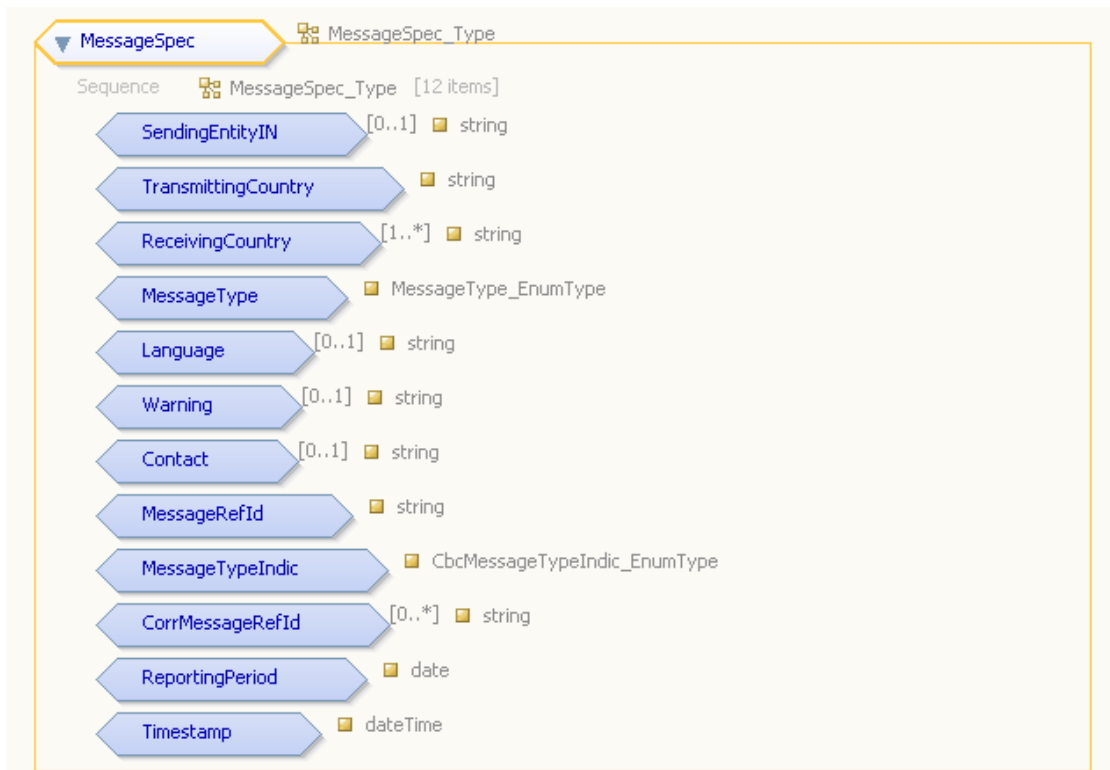 MessageSpec MessageSpec_Type
Sequence MessageSpec_Type [12 items]
SendingEntityIN [0..1] string
TransmittingCountry string
ReceivingCountry [1..*] string
MessageType MessageType_EnumType
Language [0..1] string
Warning [0..1] string
Contact [0..1] string
MessageRefId string
MessageTypeIndic CbcMessageTypeIndic_EnumType
CorrMessageRefId [0..*] string
ReportingPeriod date
Timestamp dateTime